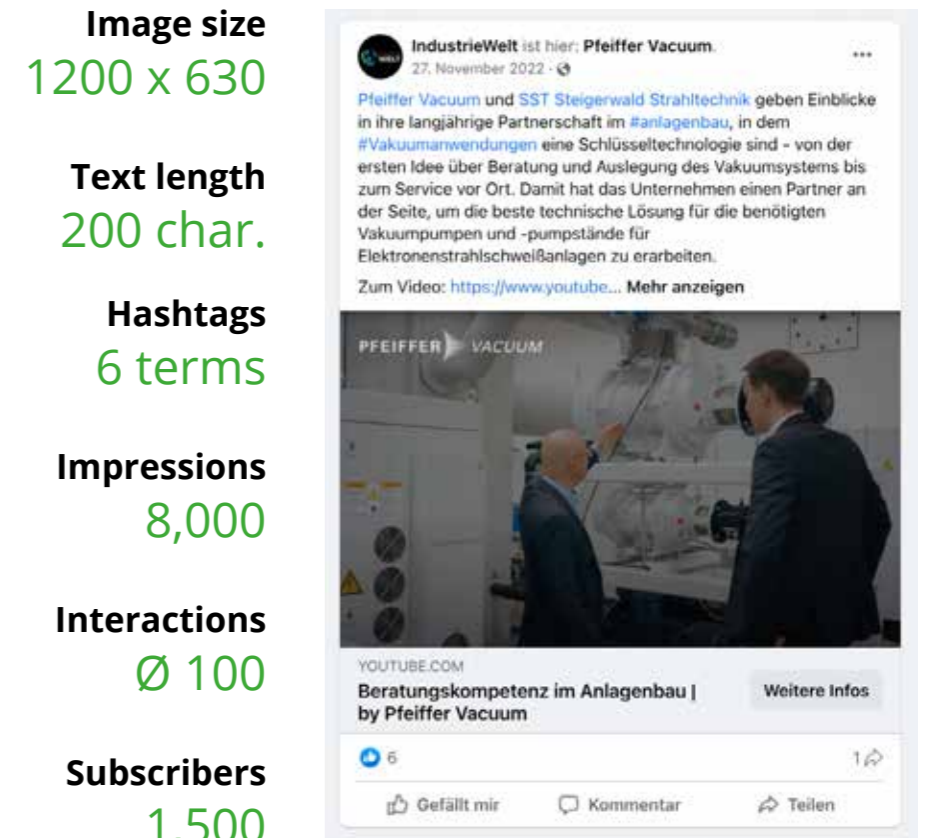 Image size
1200 x 630
Text length
200 char.
Hashtags
6 terms
Impressions
8,000
Interactions
Ø 100
Subscribers
1,500
WELT
IndustrieWelt ist hier: Pfeiffer Vacuum.
27. November 2022 ·
Pfeiffer Vacuum und SST Steigerwald Strahltechnik geben Einblicke
in ihre langjährige Partnerschaft im #anlagenbau, in dem
#Vakuumanwendungen eine Schlüsseltechnologie sind - von der
ersten Idee über Beratung und Auslegung des Vakuumsystems bis
zum Service vor Ort. Damit hat das Unternehmen einen Partner an
der Seite, um die beste technische Lösung für die benötigten
Vakuumpumpen und -pumpstände für
Elektronenstrahlschweißanlagen zu erarbeiten.
Zum Video: https://www.youtube... Mehr anzeigen
PFEIFFER VACUUM
YOUTUBE.COM
Beratungskompetenz im Anlagenbau |
by Pfeiffer Vacuum
Weitere Infos
6
1
Gefällt mir
Kommentar
Teilen